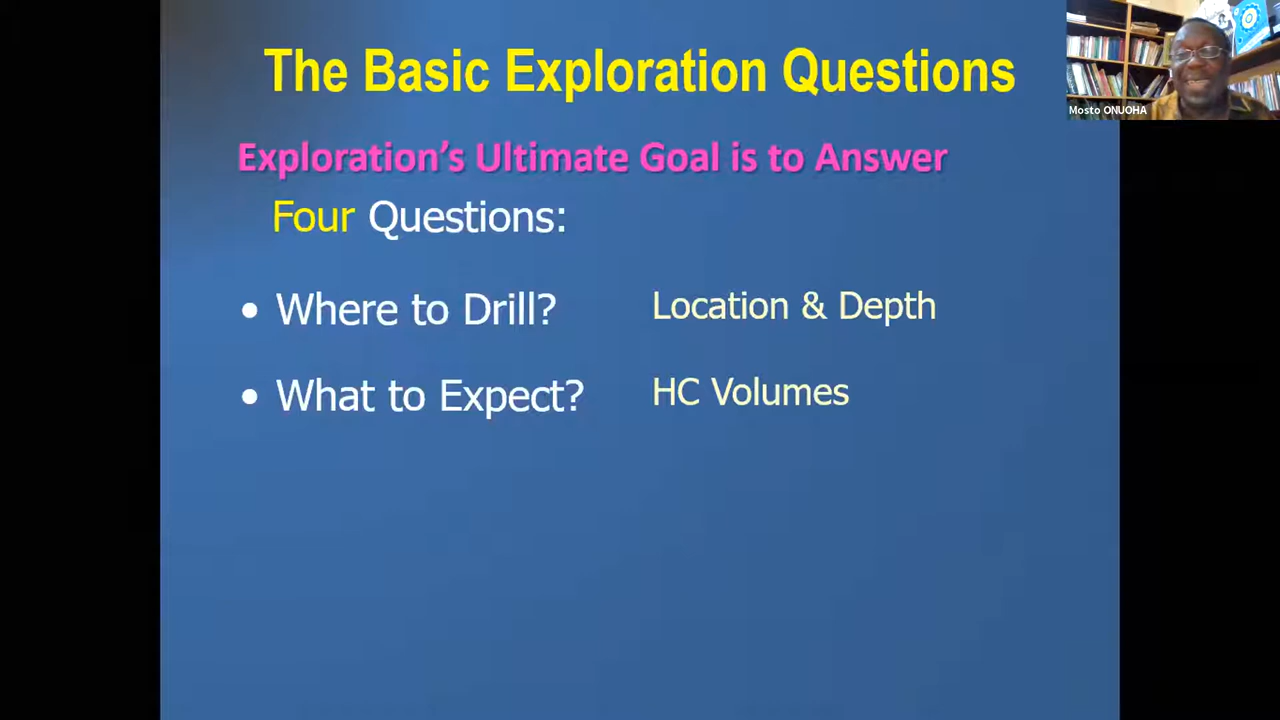 The Basic Exploration Questions
Mosto ONUOHA
Exploration's Ultimate Goal is to Answer
Four Questions:
• Where to Drill? Location & Depth
• What to Expect? HC Volumes